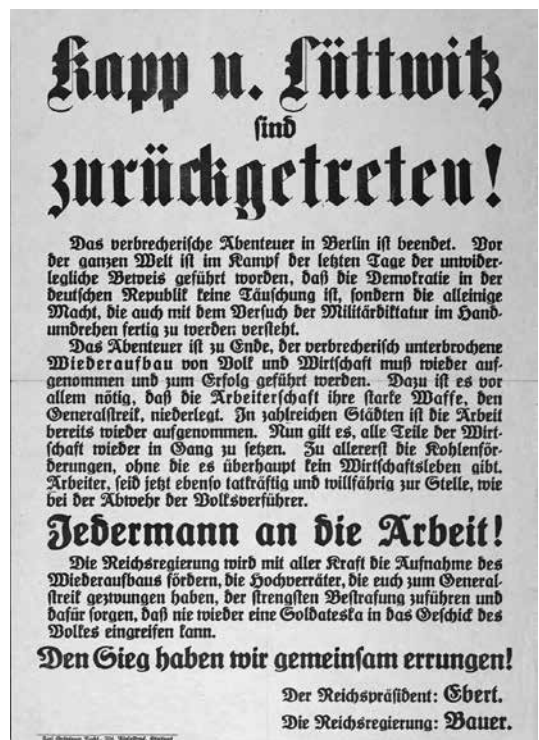 Kapp u. Lüttwitz
sind
zurückgetreten!
Das verbrecherische Abenteuer in Berlin ist beendet. Vor
der ganzen Welt ist im Kampf der letzten Tage der untwider-
legliche Beweis geführt worden, daß die Demokratie in der
deutschen Republik keine Täuschung ist, sondern die alleinige
Macht, die auch mit dem Versuch der Militärdiktatur im Hand-
umdrehen fertig zu werden versteht.
Das Abenteuer ist zu Ende, der verbrecherisch unterbrochene
Wiederaufbau von Volk und Wirtschaft muß wieder auf-
genommen und zum Erfolg geführt werden. Dazu ist es vor
allem nötig, daß die Arbeiterschaft ihre starke Waffe, den
Generalstreik, niederlegt. In zahlreichen Städten ist die Arbeit
bereits wieder aufgenommen. Nun gilt es, alle Teile der Wirt-
schaft wieder in Gang zu setzen. Zu allererst die Kohlenför-
derungen, ohne die es überhaupt kein Wirtschaftsleben gibt.
Arbeiter, seid jetzt ebenso tatkräftig und willfährig zur Stelle, wie
bei der Abwehr der Volksverführer.
Jedermann an die Arbeit!
Die Reichsregierung wird mit aller Kraft die Aufnahme des
Wiederaufbaus fördern, die Hochverräter, die euch zum General-
streik gezwungen haben, der strengsten Bestrafung zuführen und
dafür sorgen, daß nie wieder eine Soldateska in das Geschick des
Volkes eingreifen kann.
Den Sieg haben wir gemeinsam errungen!
Der Reichspräsident: Ebert.
Die Reichsregierung: Bauer.